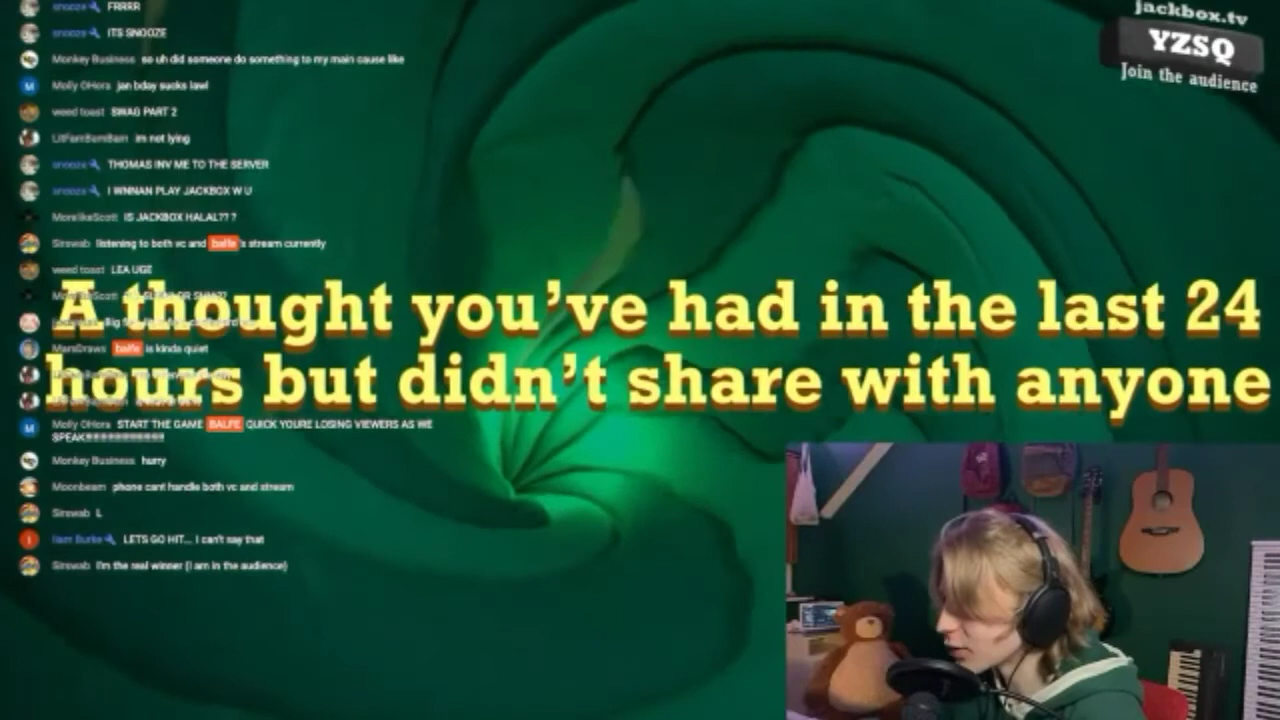 snooze FRRRR
snooze ITS SNOOZE
Monkey Business so uh did someone do something to my main cause like
Molly OHora jan bday sucks lawl
weed toast SWAG PART 2
LitFamBamBam im not lying
snooze THOMAS INV ME TO THE SERVER
snooze I WNNAN PLAY JACKBOX W U
MorelikeScott IS JACKBOX HALAL?? ?
Sirswab listening to both vc and balfe's stream currently
weed toast LEA UGE
MarsDraws balfe is kinda quiet
Molly OHora START THE GAME BALFE QUICK YOURE LOSING VIEWERS AS WE
Monkey Business hurry
Moonbeam phone cant handle both vc and stream
Sirswab L
liam Burke LETS GO HIT... I can't say that
Sirswab I'm the real winner (I am in the audience)
A thought you've had in the last 24
hours but didn't share with anyone
jackbox.tv
YZSQ
Join the audience